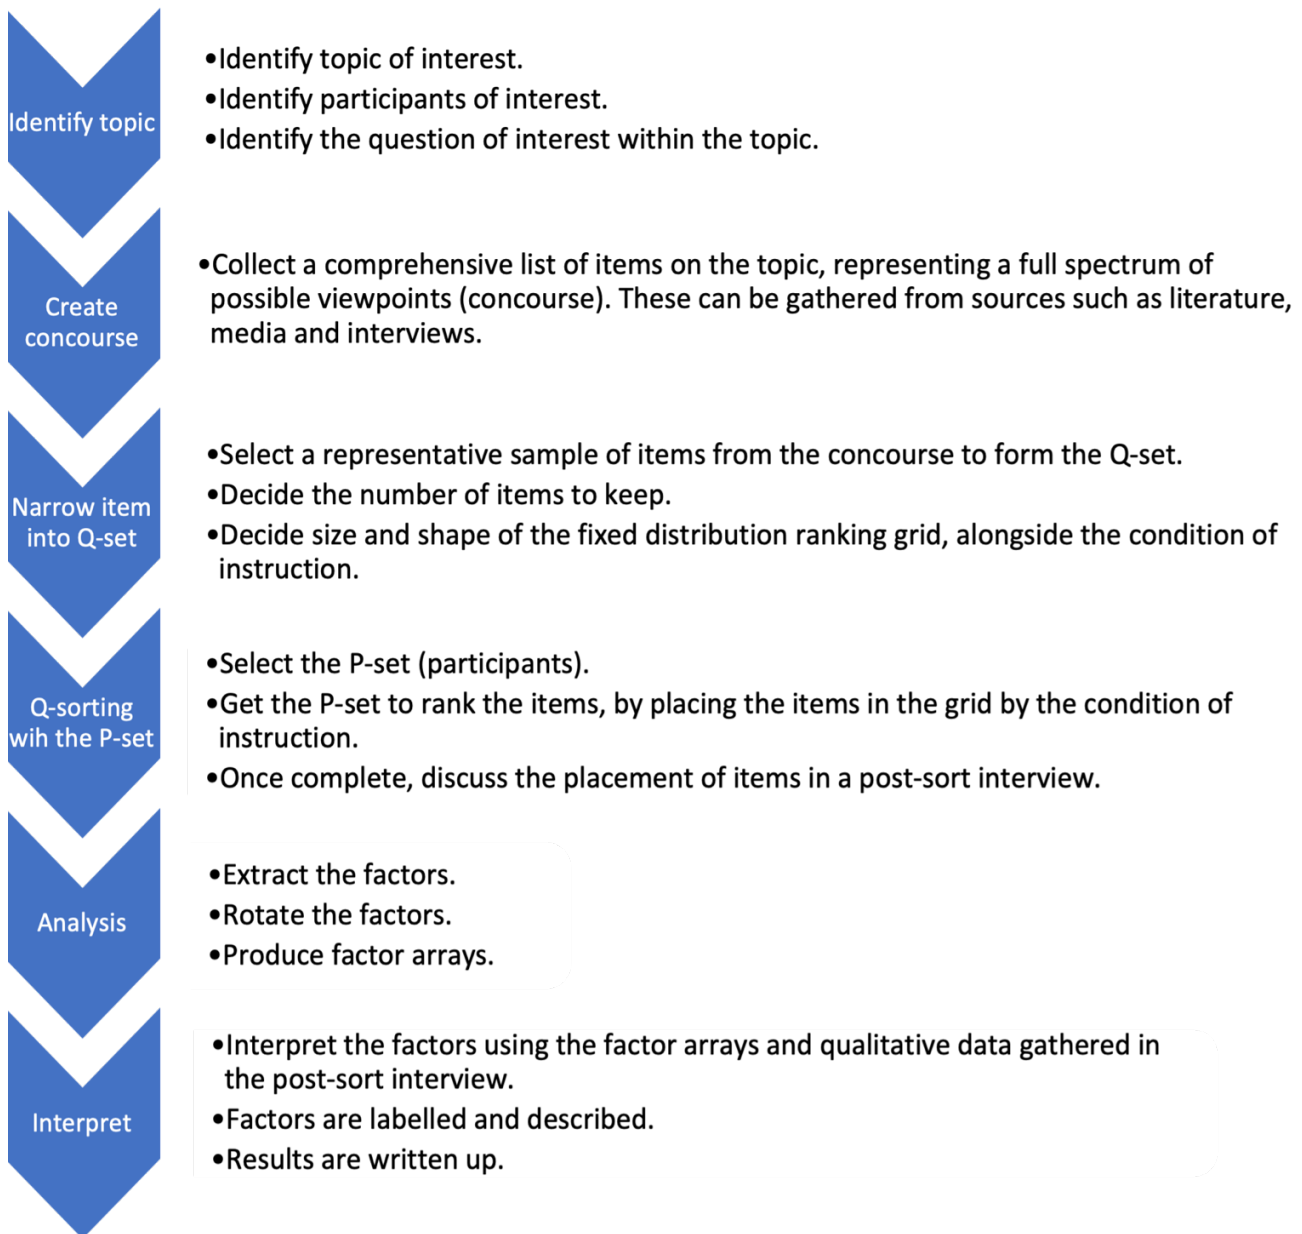 Identify topic
•Identify topic of interest.
•Identify participants of interest.
•Identify the question of interest within the topic.
Create
concourse
•Collect a comprehensive list of items on the topic, representing a full spectrum of
possible viewpoints (concourse). These can be gathered from sources such as literature,
media and interviews.
Narrow item
into Q-set
•Select a representative sample of items from the concourse to form the Q-set.
•Decide the number of items to keep.
•Decide size and shape of the fixed distribution ranking grid, alongside the condition of
instruction.
Q-sorting
wih the P-set
•Select the P-set (participants).
•Get the P-set to rank the items, by placing the items in the grid by the condition of
instruction.
•Once complete, discuss the placement of items in a post-sort interview.
Analysis
•Extract the factors.
•Rotate the factors.
•Produce factor arrays.
Interpret
•Interpret the factors using the factor arrays and qualitative data gathered in
the post-sort interview.
•Factors are labelled and described.
•Results are written up.